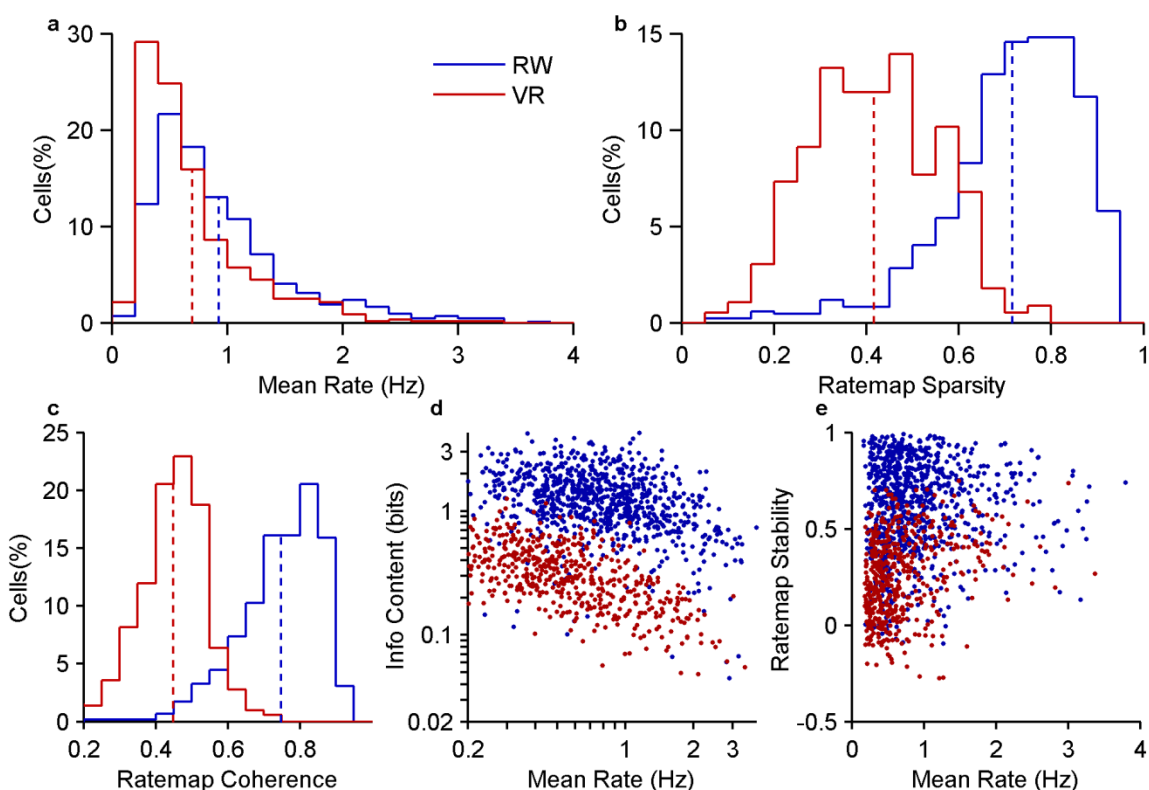 a
30
20
10
0
Cells(%)
RW
VR
0 1 2 3 4
Mean Rate (Hz)
b
15
10
5
0
Cells(%)
0 0.2 0.4 0.6 0.8 1
Ratemap Sparsity
c
25
20
15
10
5
0
Cells(%)
0.2 0.4 0.6 0.8
Ratemap Coherence
d
3
1
0.1
0.02
Info Content (bits)
0.2 1 2 3
Mean Rate (Hz)
e
1
0.5
0
-0.5
Ratemap Stability
0 1 2 3 4
Mean Rate (Hz)